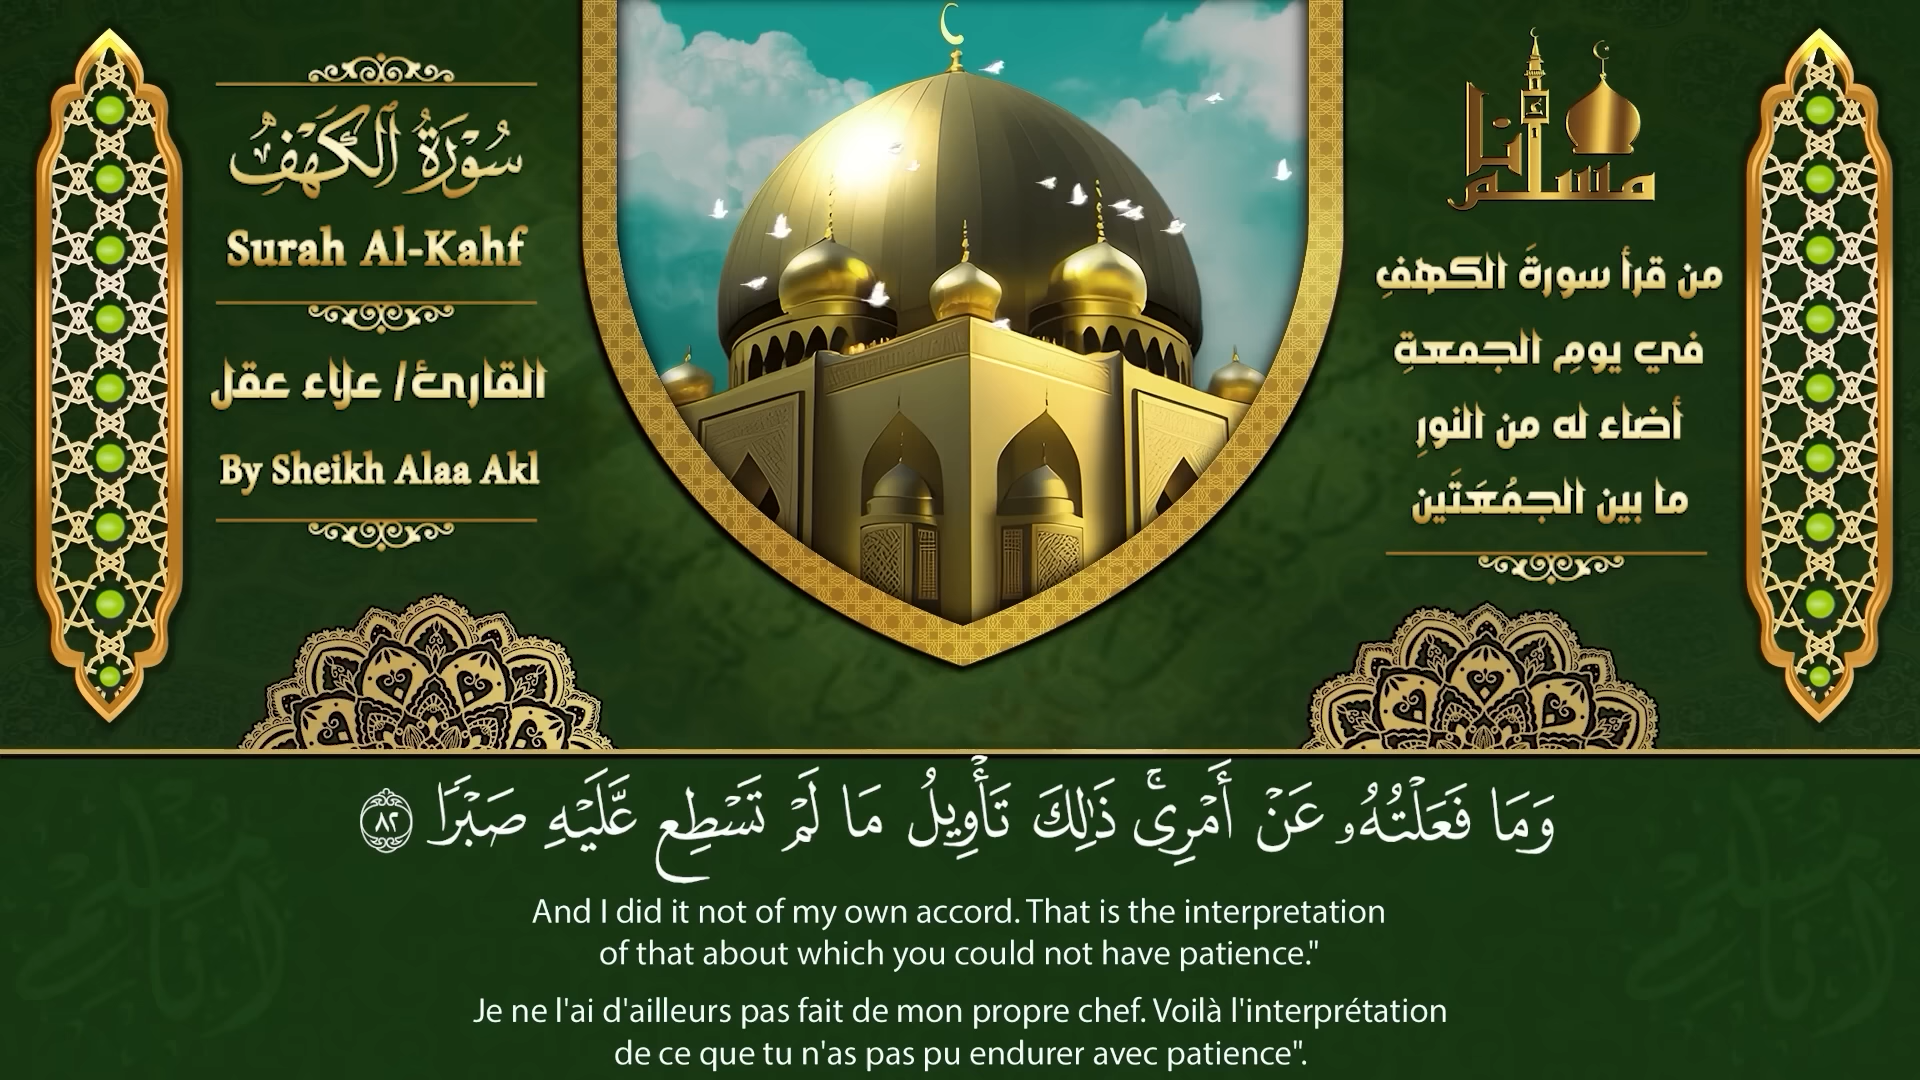 سُورَةُ الكَهْفِ
Surah Al-Kahf
القارئ/ علاء عقل
By Sheikh Alaa Akl
أنا مسلم
من قرأ سورةَ الكهفِ
في يومِ الجمعةِ
أضاء له من النورِ
ما بين الجمُعَتَين
وَمَا فَعَلْتُهُۥ عَنْ أَمْرِىۚ ذَٰلِكَ تَأْوِيلُ مَا لَمْ تَسْطِع عَّلَيْهِ صَبْرًا ٨٢
And I did it not of my own accord. That is the interpretation
of that about which you could not have patience."
Je ne l'ai d'ailleurs pas fait de mon propre chef. Voilà l'interprétation
de ce que tu n'as pas pu endurer avec patience".